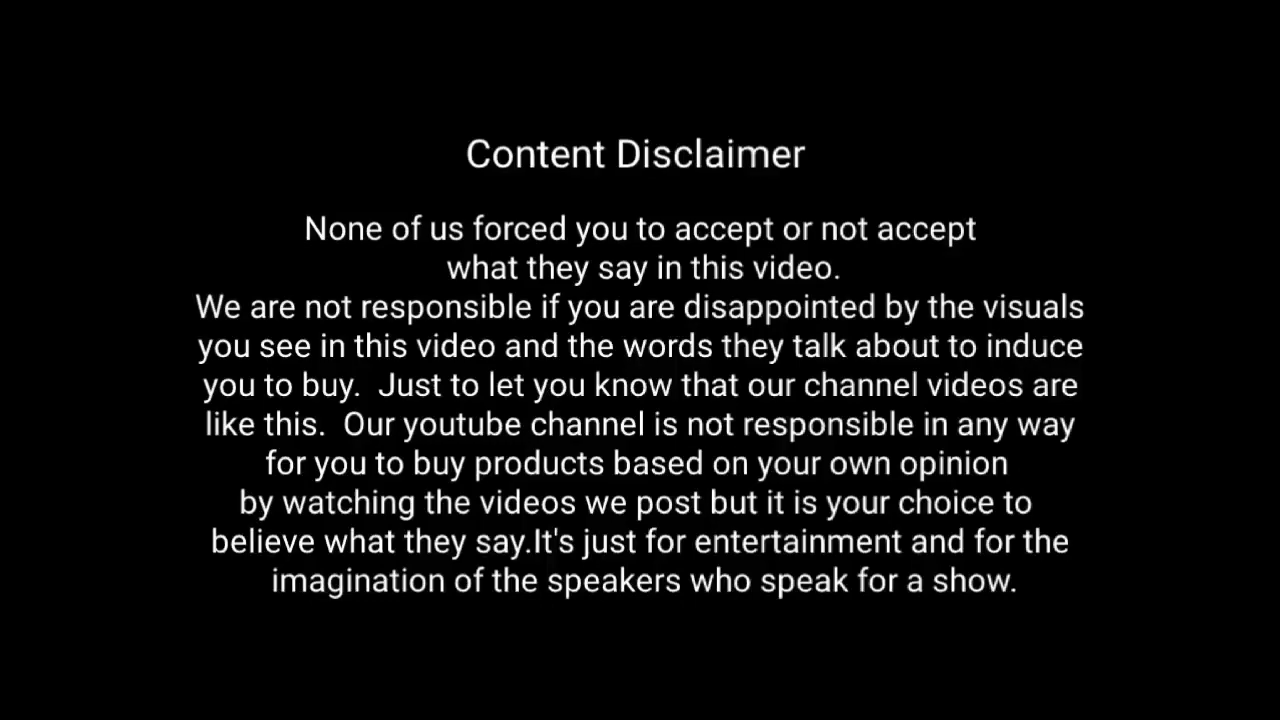 Content Disclaimer
None of us forced you to accept or not accept
what they say in this video.
We are not responsible if you are disappointed by the visuals
you see in this video and the words they talk about to induce
you to buy.  Just to let you know that our channel videos are
like this.  Our youtube channel is not responsible in any way
for you to buy products based on your own opinion
by watching the videos we post but it is your choice to
believe what they say.It's just for entertainment and for the
imagination of the speakers who speak for a show.